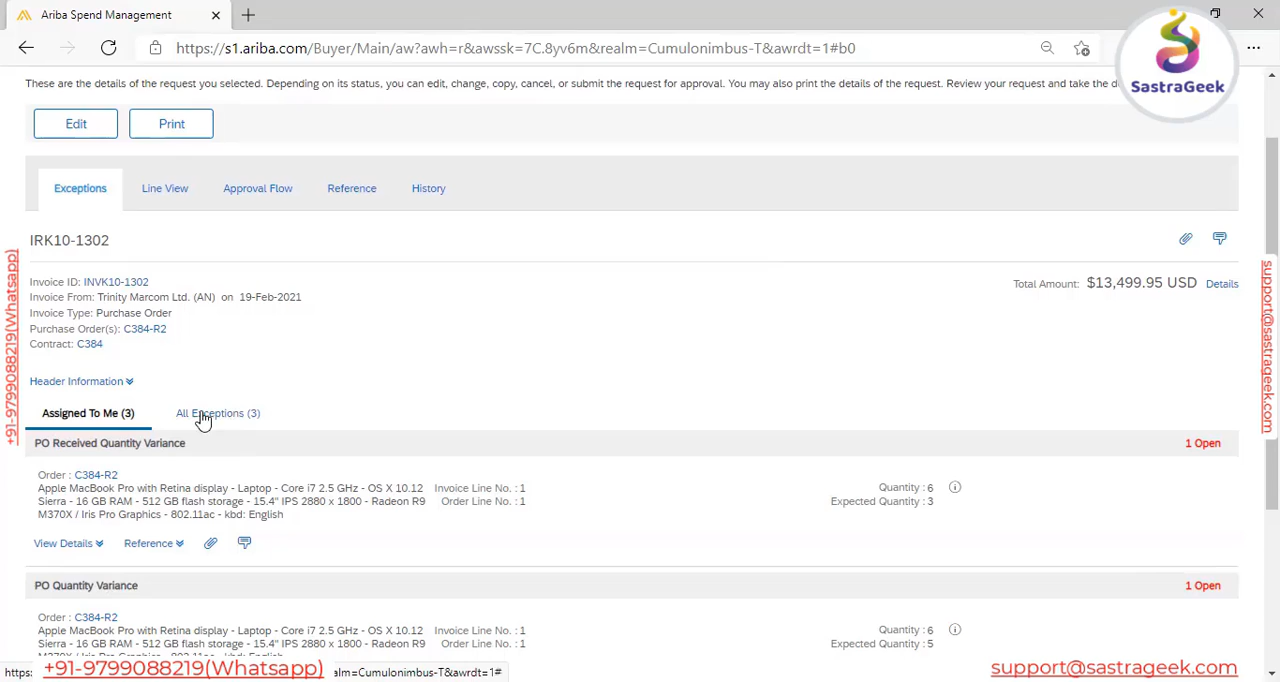 Ariba Spend Management
https://s1.ariba.com/Buyer/Main/aw?awh=r&awssk=7C.8yv6m&realm=Cumulonimbus-T&awrdt=1#b0
SastraGeek
These are the details of the request you selected. Depending on its status, you can edit, change, copy, cancel, or submit the request for approval. You may also print the details of the request. Review your request and take the d
Edit
Print
Exceptions
Line View
Approval Flow
Reference
History
IRK10-1302
Invoice ID: INVK10-1302
Total Amount: $13,499.95 USD Details
Invoice From: Trinity Marcom Ltd. (AN) on 19-Feb-2021
Invoice Type: Purchase Order
Purchase Order(s): C384-R2
Contract: C384
Header Information
Assigned To Me (3)
All Exceptions (3)
PO Received Quantity Variance
1 Open
Order : C384-R2
Apple MacBook Pro with Retina display - Laptop - Core i7 2.5 GHz - OS X 10.12 Invoice Line No. : 1
Quantity : 6
Sierra - 16 GB RAM - 512 GB flash storage - 15.4" IPS 2880 x 1800 - Radeon R9 Order Line No. : 1
Expected Quantity : 3
M370X / Iris Pro Graphics - 802.11ac - kbd: English
View Details
Reference
PO Quantity Variance
1 Open
Order : C384-R2
Apple MacBook Pro with Retina display - Laptop - Core i7 2.5 GHz - OS X 10.12 Invoice Line No. : 1
Quantity : 6
Sierra - 16 GB RAM - 512 GB flash storage - 15.4" IPS 2880 x 1800 - Radeon R9 Order Line No. : 1
Expected Quantity : 5
https:
+91-9799088219(Whatsapp)
alm=Cumulonimbus-T&awrdt=1#
support@sastrageek.com
+91-9799088219(Whatsapp)
support@sastrageek.com